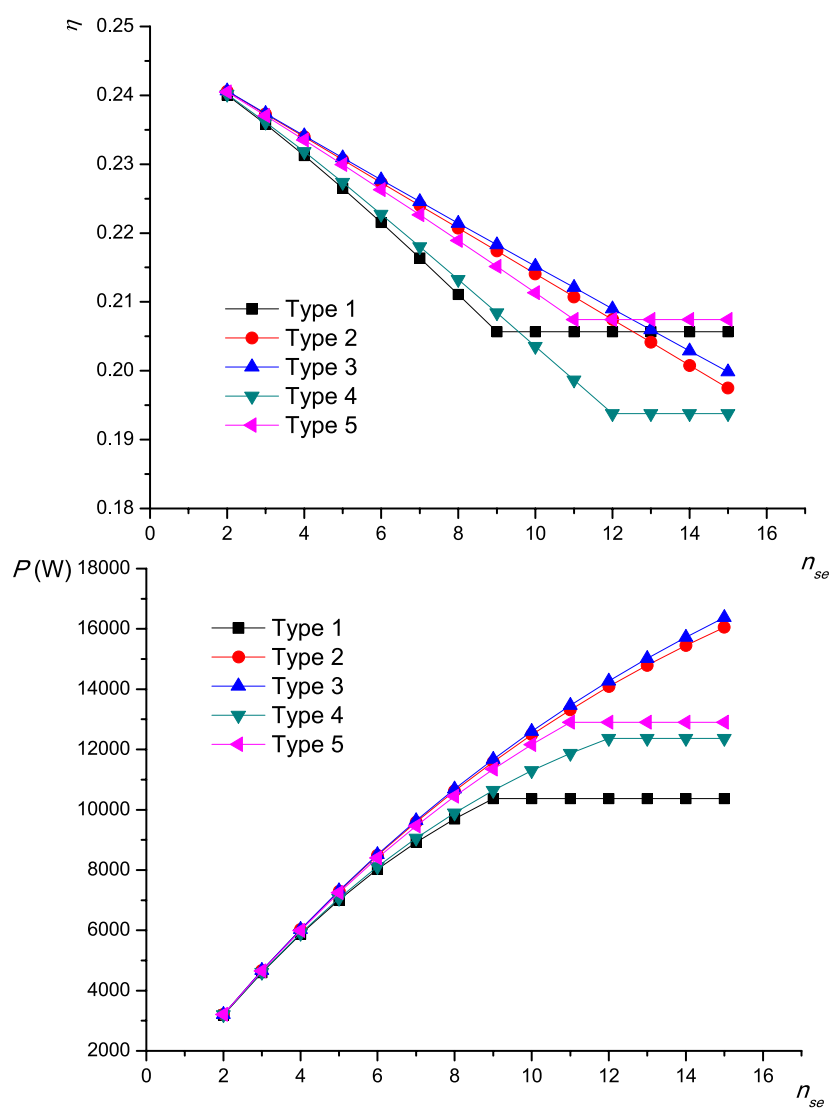 η
0.25
0.24
0.23
0.22
0.21
0.20
0.19
0.18
Type 1
Type 2
Type 3
Type 4
Type 5
0 2 4 6 8 10 12 14 16
n_se
P (W)
18000
16000
14000
12000
10000
8000
6000
4000
2000
Type 1
Type 2
Type 3
Type 4
Type 5
0 2 4 6 8 10 12 14 16
n_se